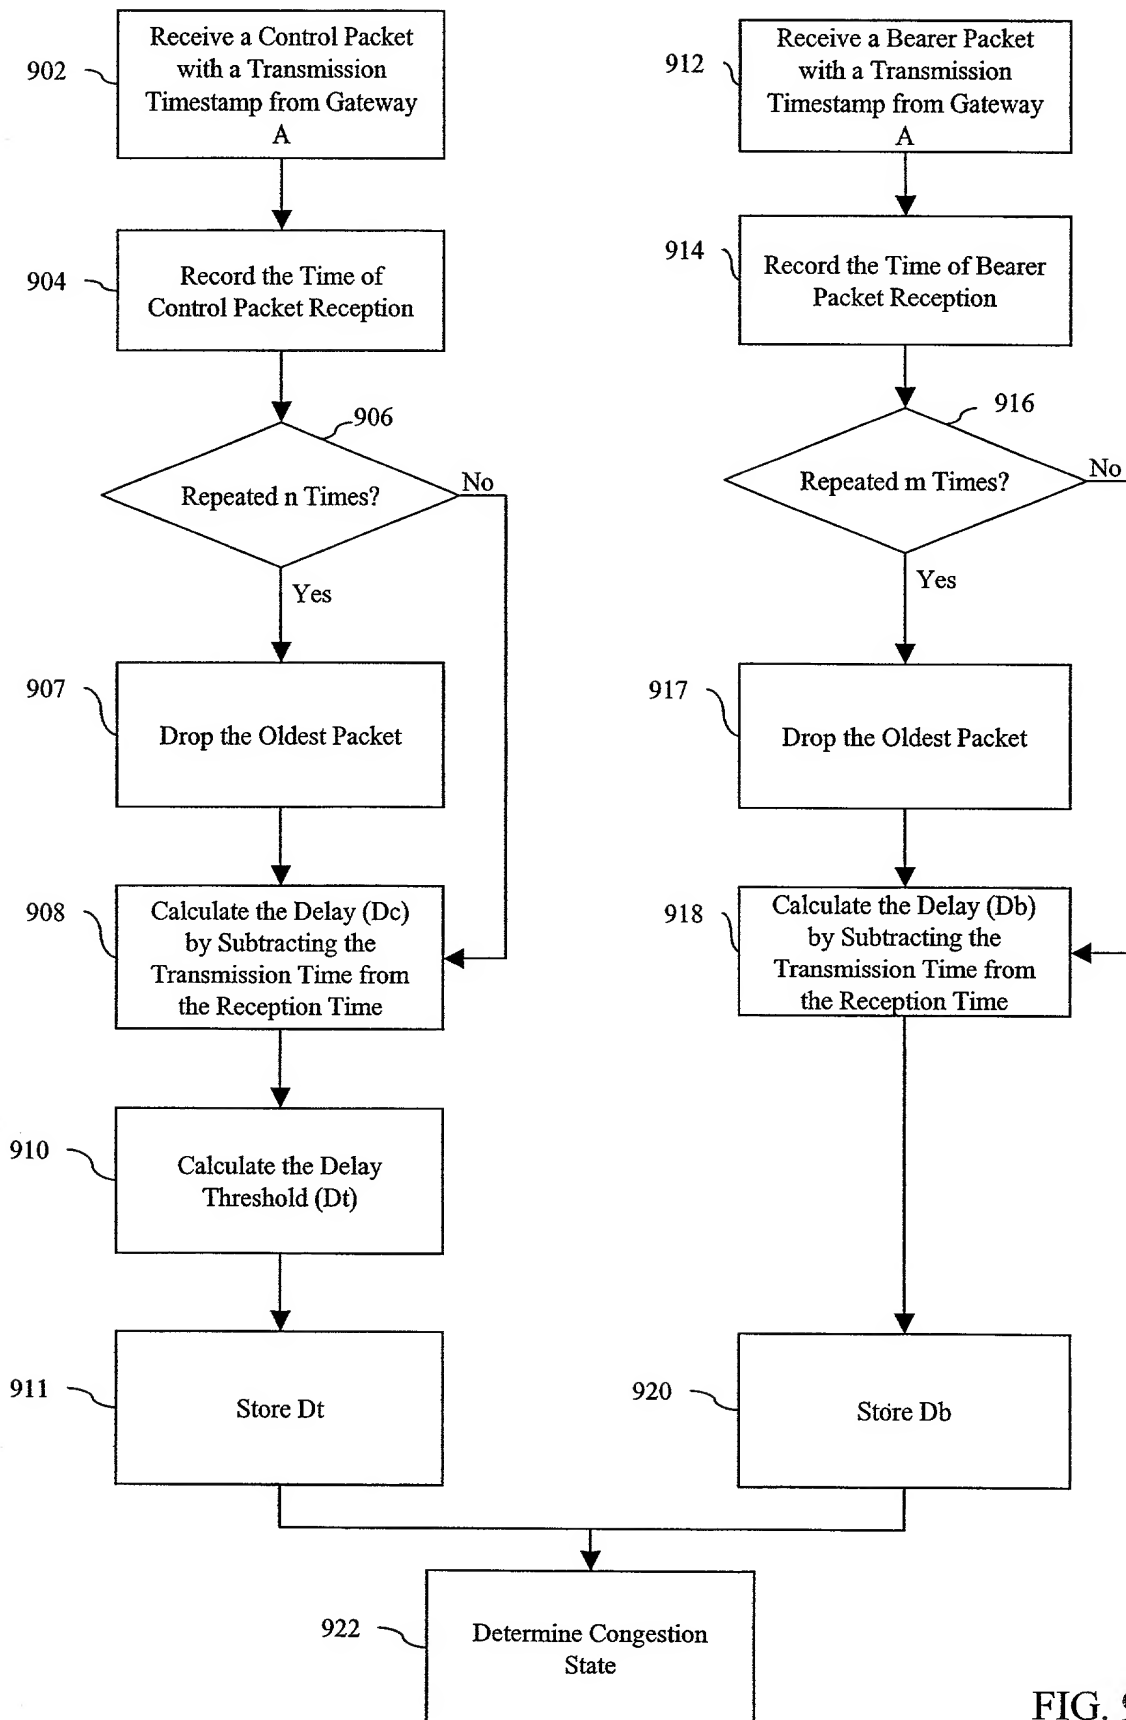 902
Receive a Control Packet
with a Transmission
Timestamp from Gateway
A
904
Record the Time of
Control Packet Reception
906
Repeated n Times?
No
Yes
907
Drop the Oldest Packet
908
Calculate the Delay (Dc)
by Subtracting the
Transmission Time from
the Reception Time
910
Calculate the Delay
Threshold (Dt)
911
Store Dt
912
Receive a Bearer Packet
with a Transmission
Timestamp from Gateway
A
914
Record the Time of Bearer
Packet Reception
916
Repeated m Times?
No
Yes
917
Drop the Oldest Packet
918
Calculate the Delay (Db)
by Subtracting the
Transmission Time from
the Reception Time
920
Store Db
922
Determine Congestion
State
FIG.